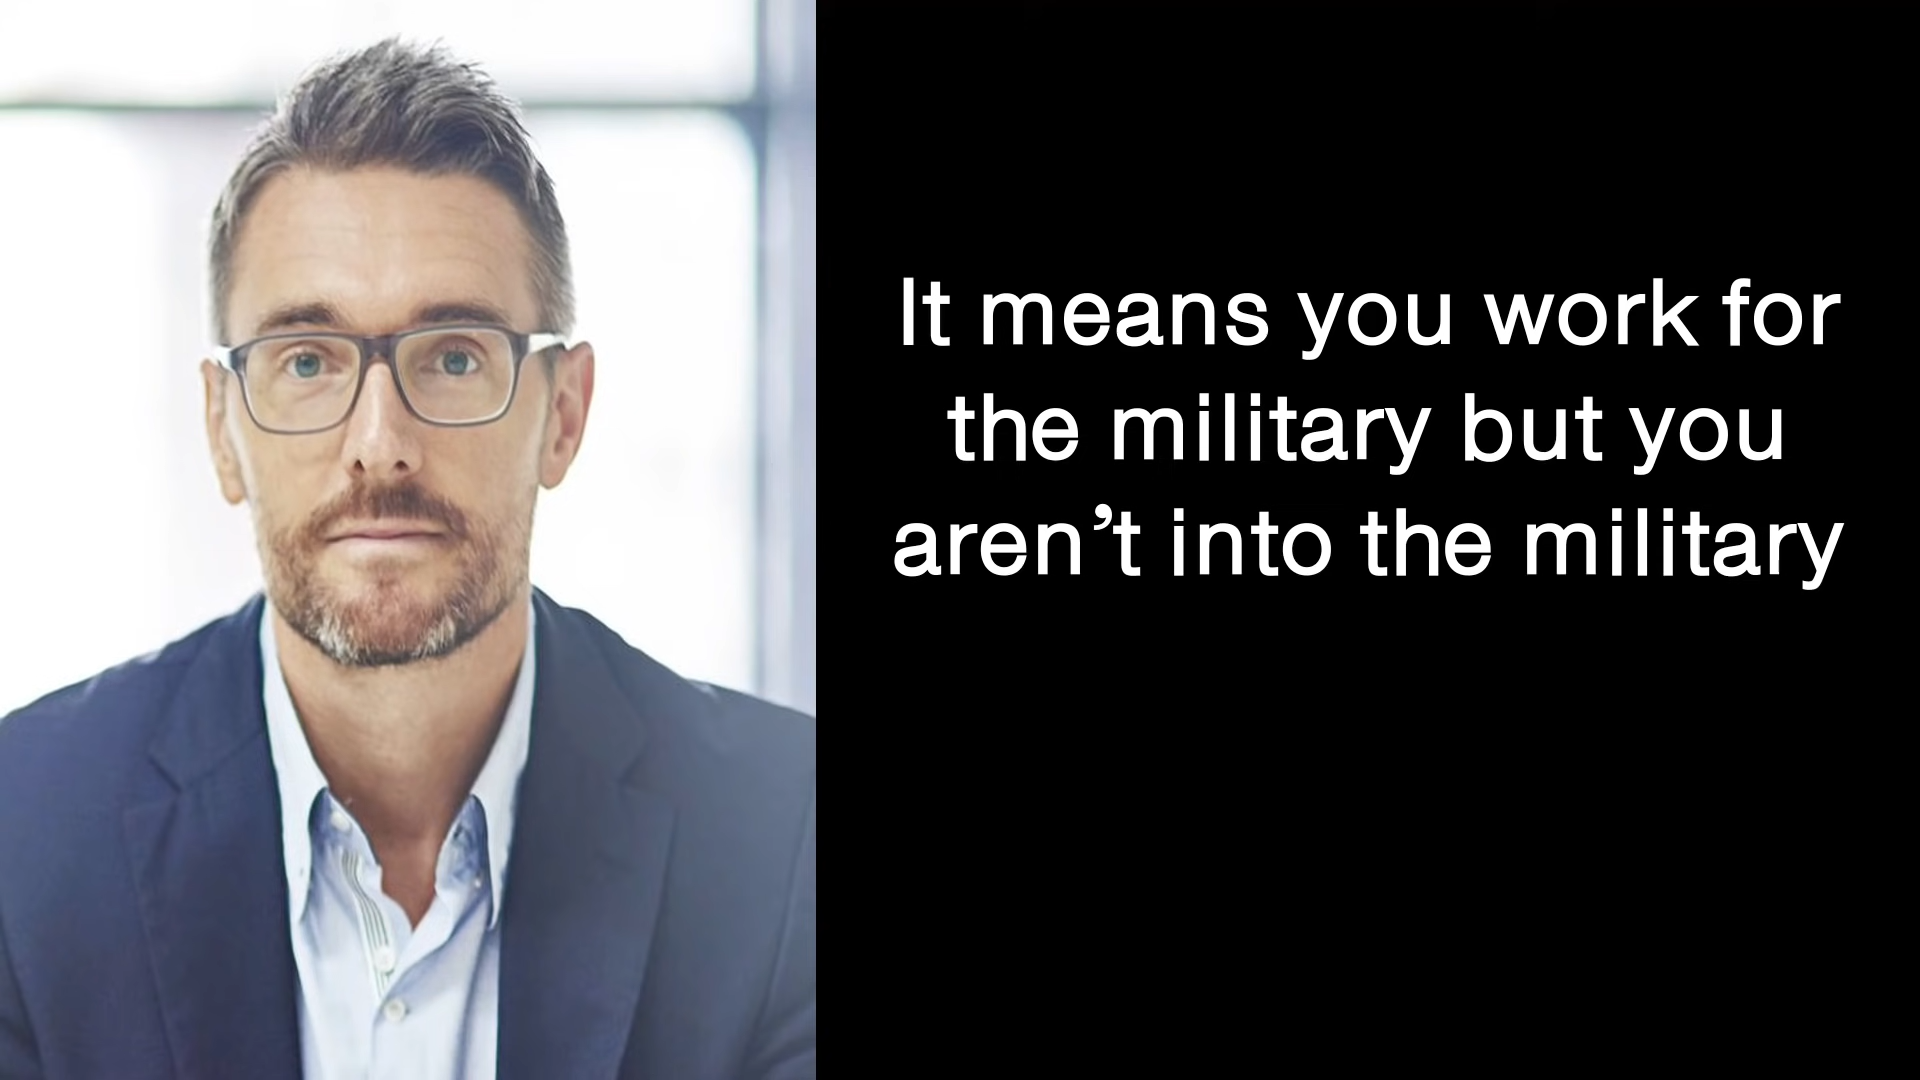 It means you work for
the military but you
aren’t into the military